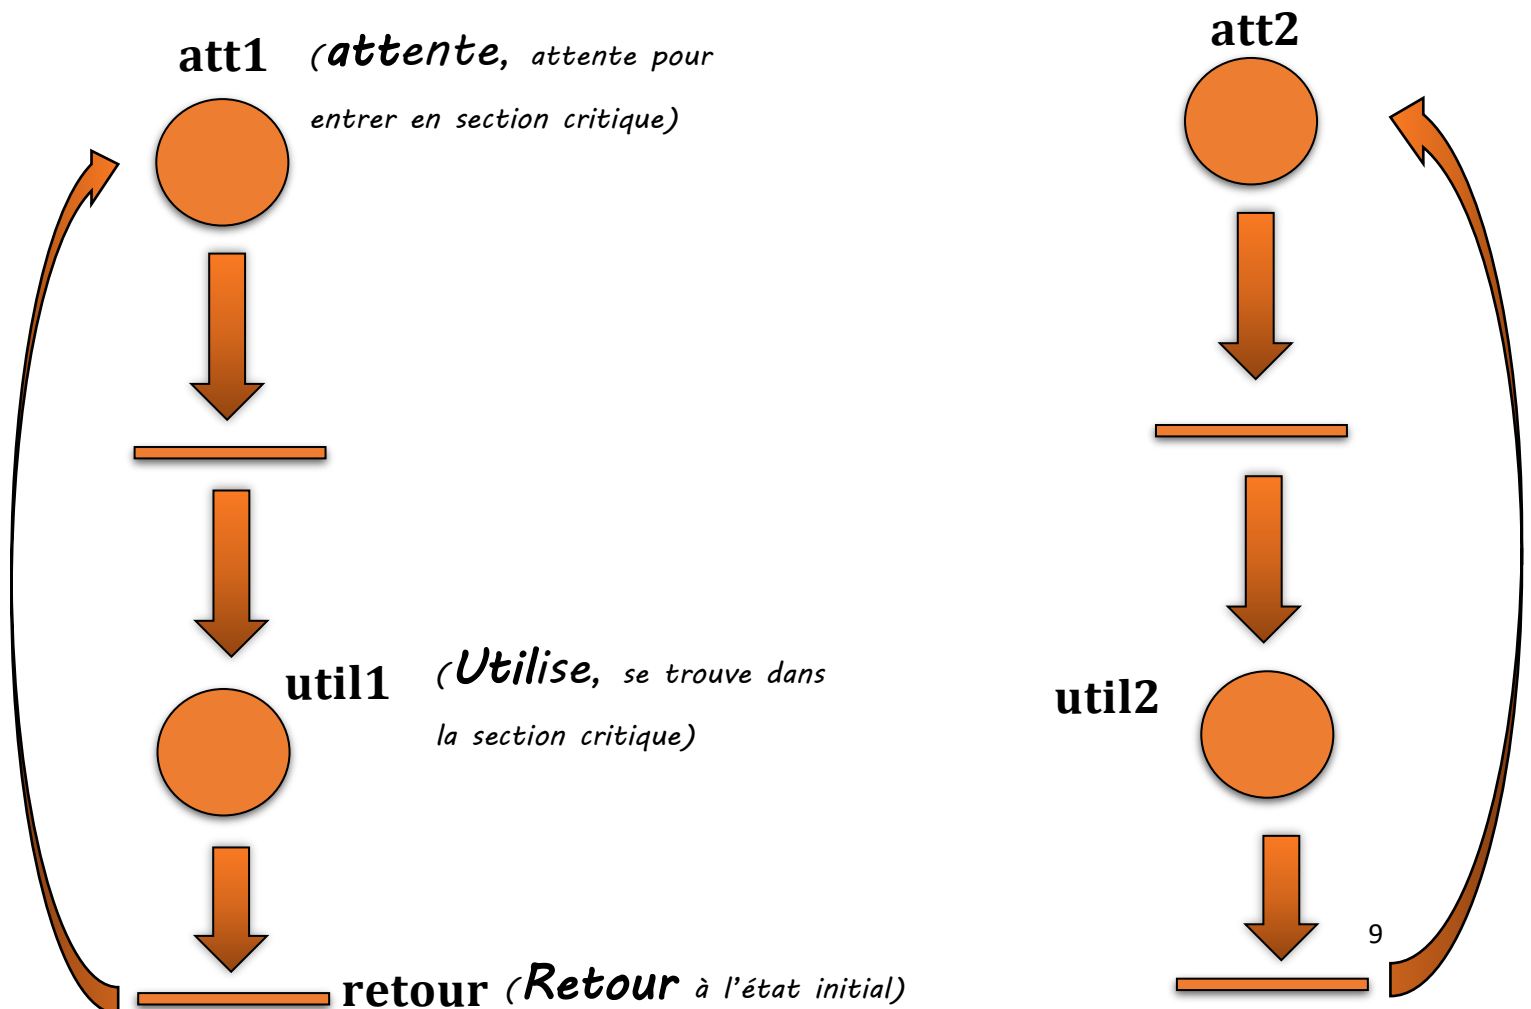 att1 (attente, attente pour
entrer en section critique)
att2
util1 (Utilise, se trouve dans
la section critique)
util2
9
retour (Retour à l’état initial)